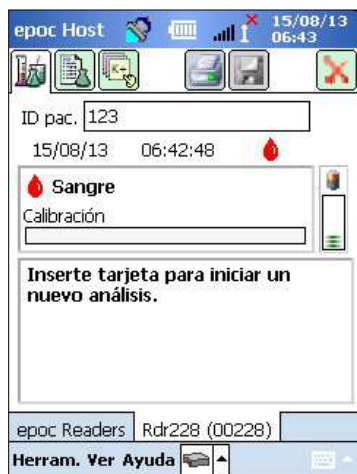 epoc Host 15/08/13
06:43
K+
ID pac. 123
15/08/13 06:42:48
Sangre
Calibración
Inserte tarjeta para iniciar un
nuevo análisis.
epoc Readers Rdr228 (00228)
Herram. Ver Ayuda